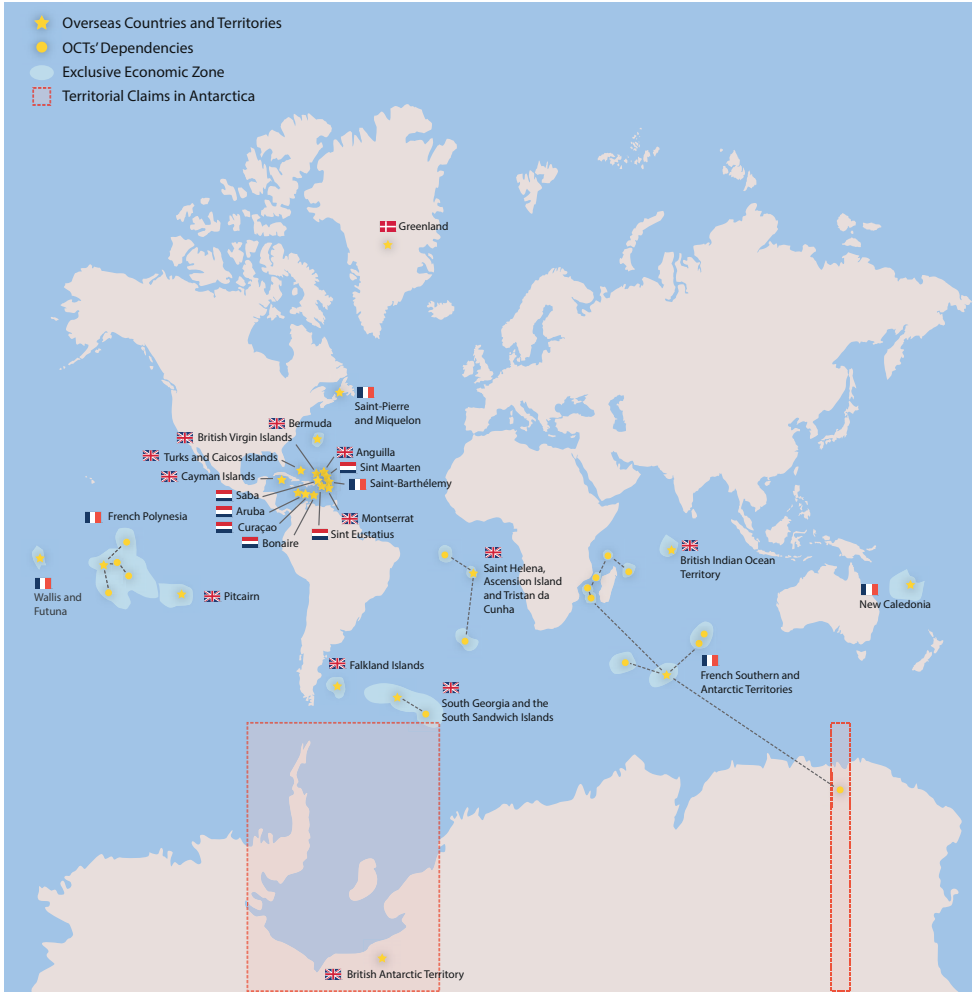 Overseas Countries and Territories
OCTs' Dependencies
Exclusive Economic Zone
Territorial Claims in Antarctica
Greenland
Saint-Pierre
and Miquelon
Bermuda
British Virgin Islands
Turks and Caicos Islands
Cayman Islands
Anguilla
Sint Maarten
Saint-Barthélemy
Saba
Aruba
Curaçao
Bonaire
Montserrat
Sint Eustatius
French Polynesia
Wallis and
Futuna
Pitcairn
Saint Helena,
Ascension Island
and Tristan da
Cunha
British Indian Ocean
Territory
New Caledonia
Falkland Islands
South Georgia and the
South Sandwich Islands
French Southern and
Antarctic Territories
British Antarctic Territory